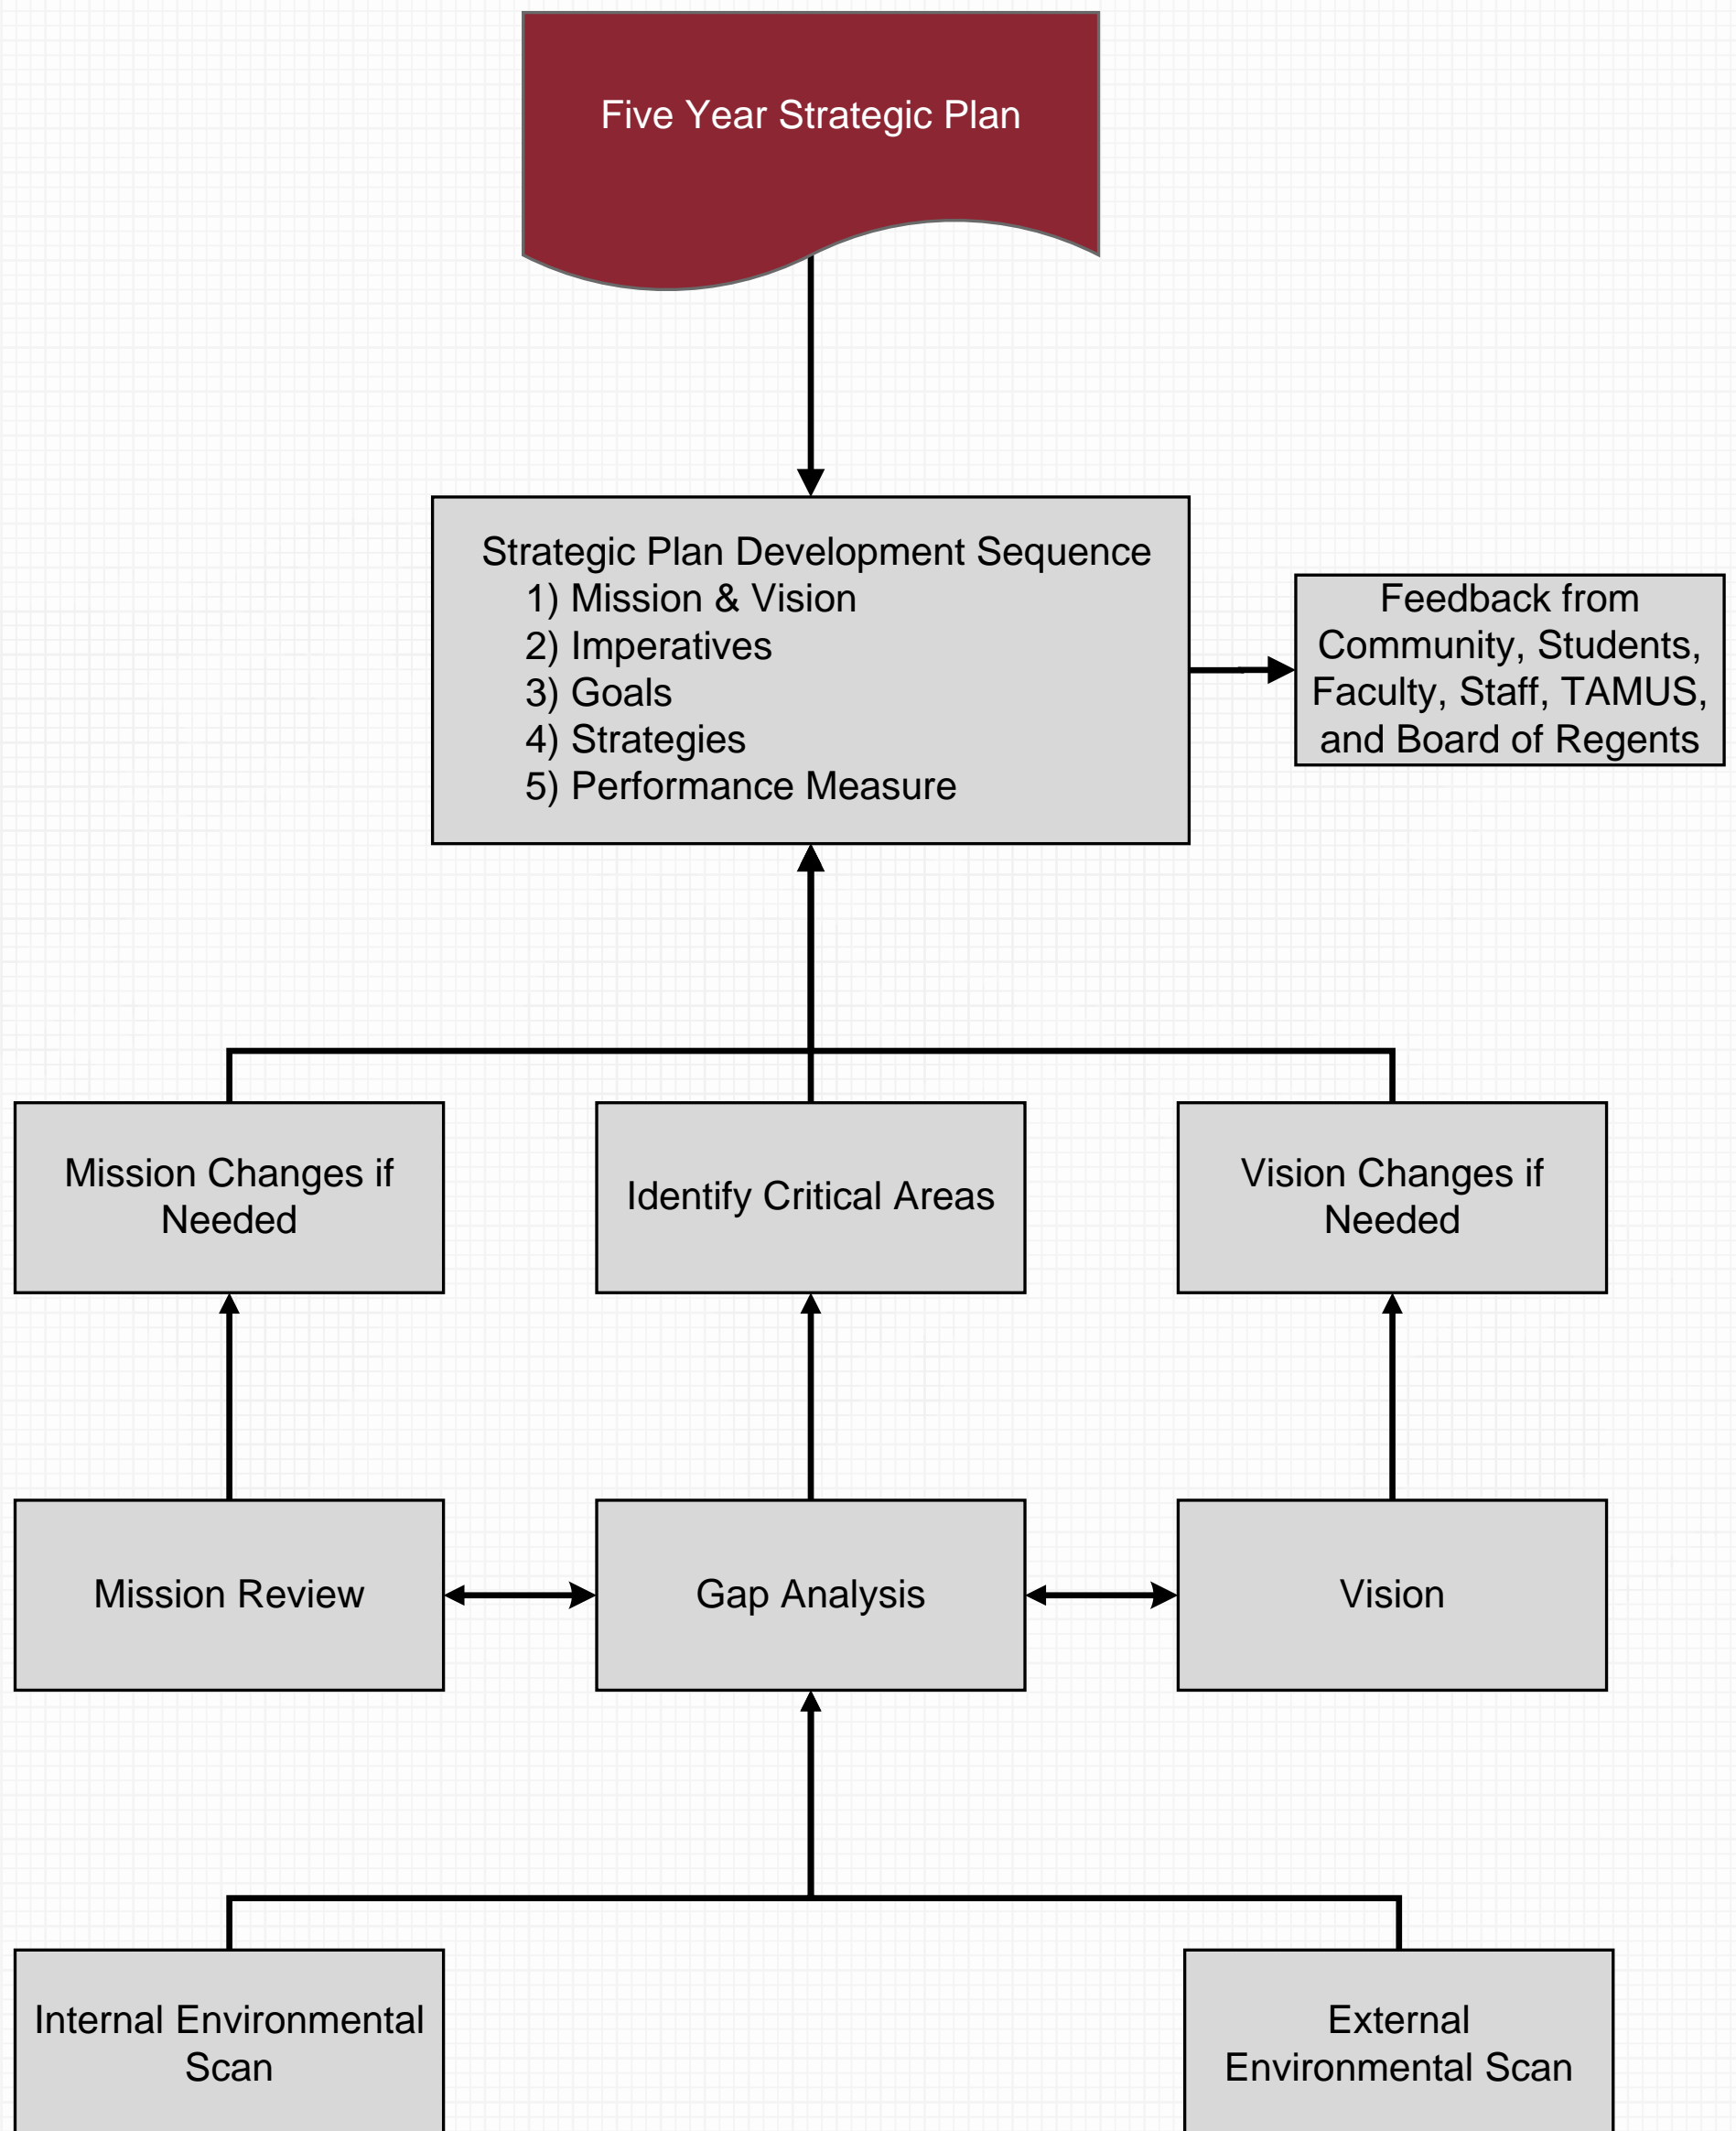 Five Year Strategic Plan
Strategic Plan Development Sequence
1) Mission & Vision
2) Imperatives
3) Goals
4) Strategies
5) Performance Measure
Feedback from
Community, Students,
Faculty, Staff, TAMUS,
and Board of Regents
Mission Changes if
Needed
Identify Critical Areas
Vision Changes if
Needed
Mission Review
Gap Analysis
Vision
Internal Environmental
Scan
External
Environmental Scan